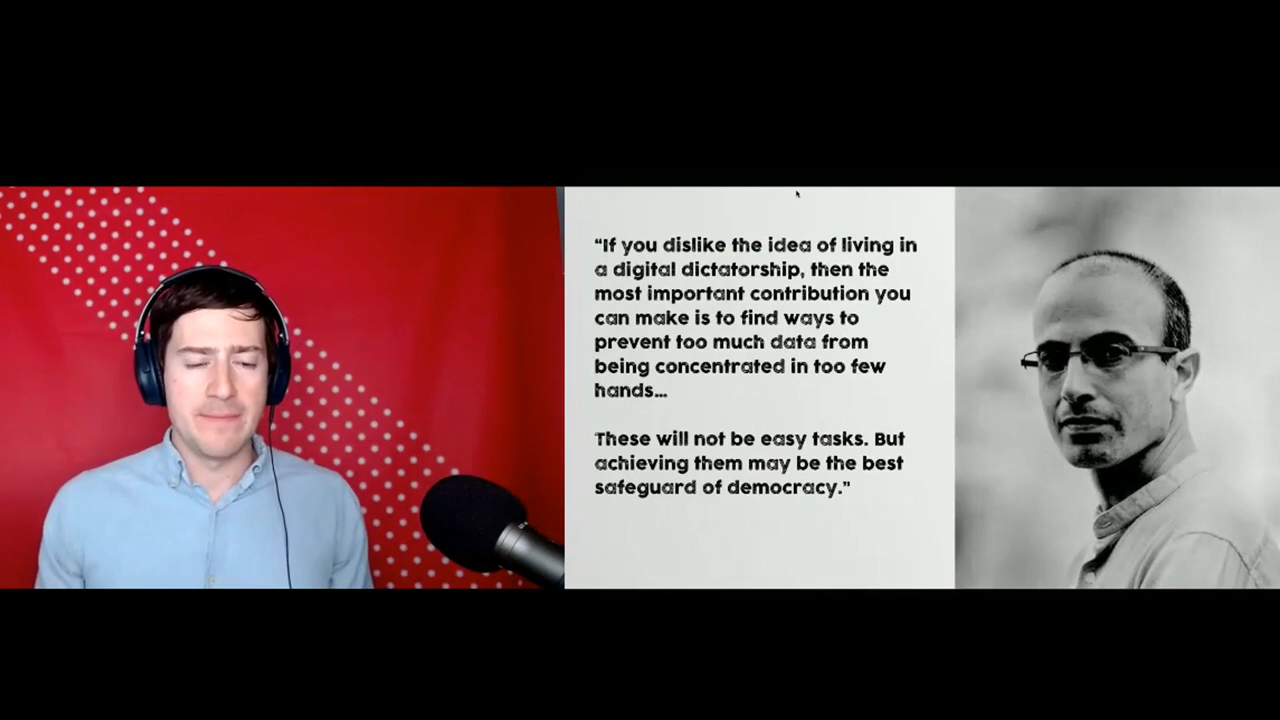 “If you dislike the idea of living in
a digital dictatorship, then the
most important contribution you
can make is to find ways to
prevent too much data from
being concentrated in too few
hands...
These will not be easy tasks. But
achieving them may be the best
safeguard of democracy.”